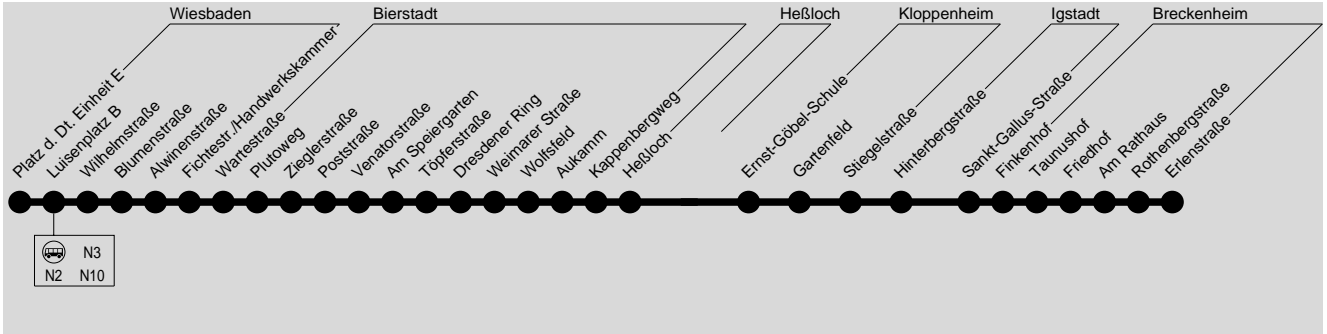 Wiesbaden
Bierstadt
Heßloch
Kloppenheim
Igstadt
Breckenheim
Platz d. Dt. Einheit E
Luisenplatz B
Wilhelmstraße
Blumenstraße
Alwinenstraße
Fichtestr./Handwerkskammer
Wartestraße
Plutoweg
Zieglerstraße
Poststraße
Venatorstraße
Am Speiergarten
Töpferstraße
Dresdener Ring
Weimarer Straße
Wolfsfeld
Aukamm
Kappenbergweg
Heßloch
Ernst-Göbel-Schule
Gartenfeld
Stiegelstraße
Hinterbergstraße
Sankt-Gallus-Straße
Finkenhof
Taunushof
Friedhof
Am Rathaus
Rothenbergstraße
Erlenstraße
N3
N2 N10